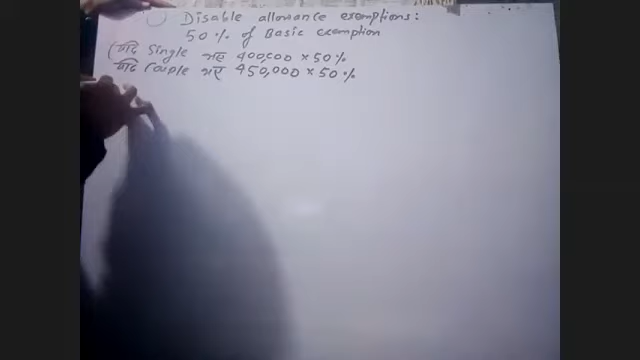 Disable allowance exemptions:
50% of Basic exemption
(यदि Single भए 400,000 × 50%
यदि Couple भए 450,000 × 50%